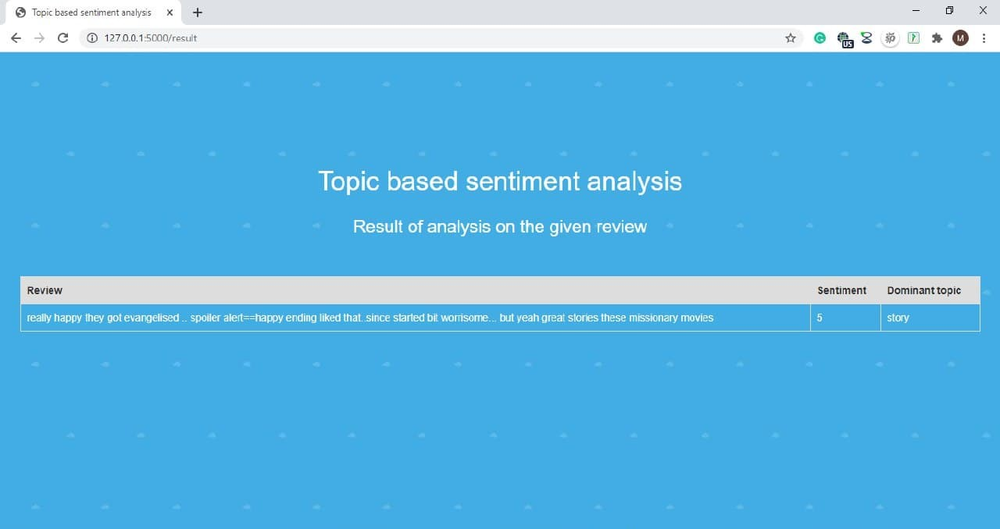 Topic based sentiment analysis
127.0.0.1:5000/result
US
M
Topic based sentiment analysis
Result of analysis on the given review
Review Sentiment Dominant topic
really happy they got evangelised .. spoiler alert==happy ending liked that..since started bit worrisome... but yeah great stories these missionary movies 5 story